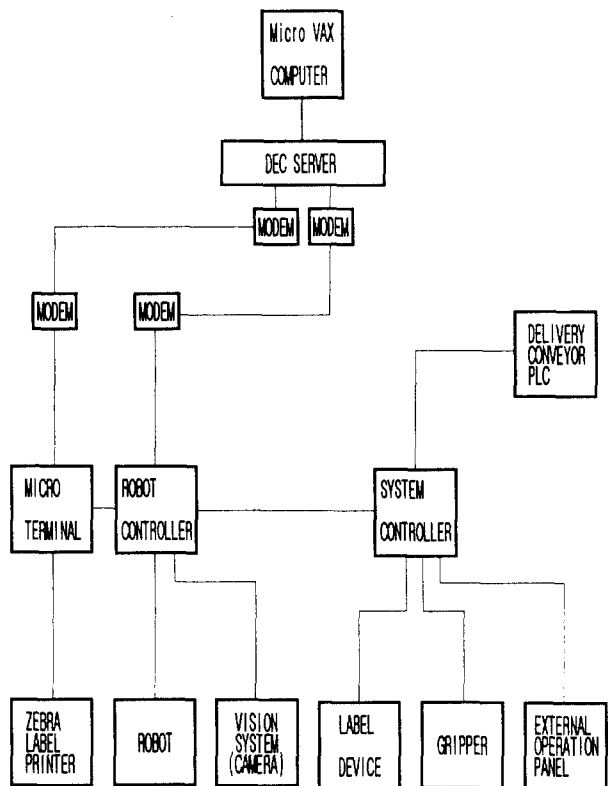 Micro VAX
COMPUTER
DEC SERVER
MODEM
MODEM
MODEM
MODEM
DELIVERY
CONVEYOR
PLC
MICRO
TERMINAL
ROBOT
CONTROLLER
SYSTEM
CONTROLLER
ZEBRA
LABEL
PRINTER
ROBOT
VISION
SYSTEM
(CAMERA)
LABEL
DEVICE
GRIPPER
EXTERNAL
OPERATION
PANEL